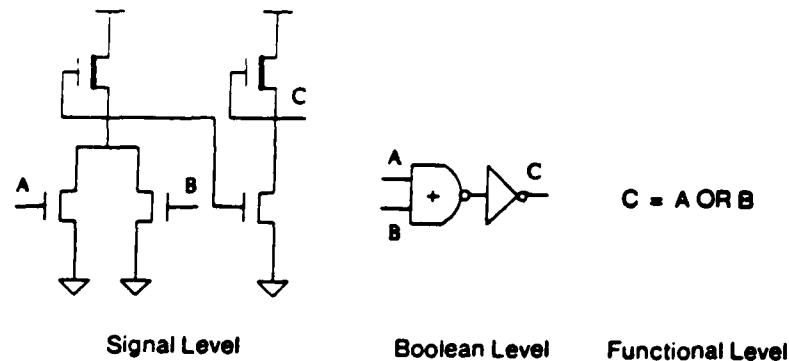 C
A
B
A
+
B
C
C = A OR B
Signal Level
Boolean Level
Functional Level